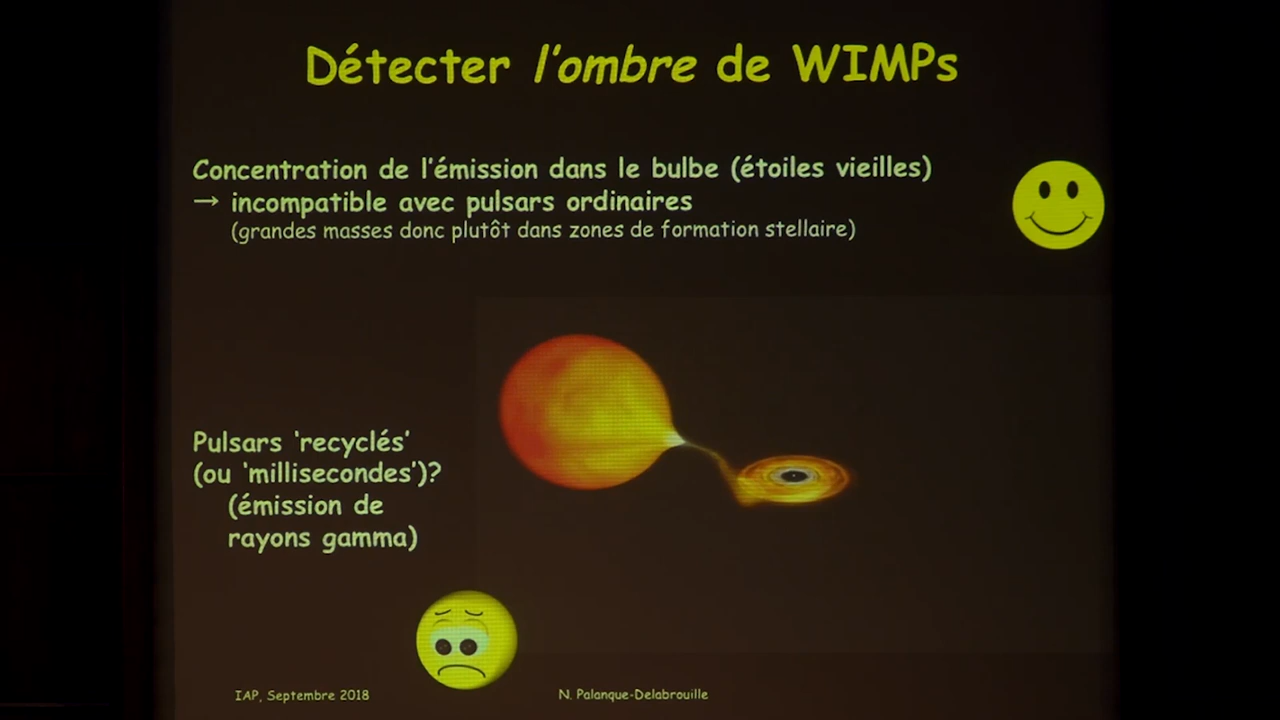 Détecter l'ombre de WIMPs
Concentration de l'émission dans le bulbe (étoiles vieilles)
→ incompatible avec pulsars ordinaires
(grandes masses donc plutôt dans zones de formation stellaire)
Pulsars 'recyclés'
(ou 'millisecondes')?
(émission de
rayons gamma)
IAP, Septembre 2018
N. Palanque-Delabrouille